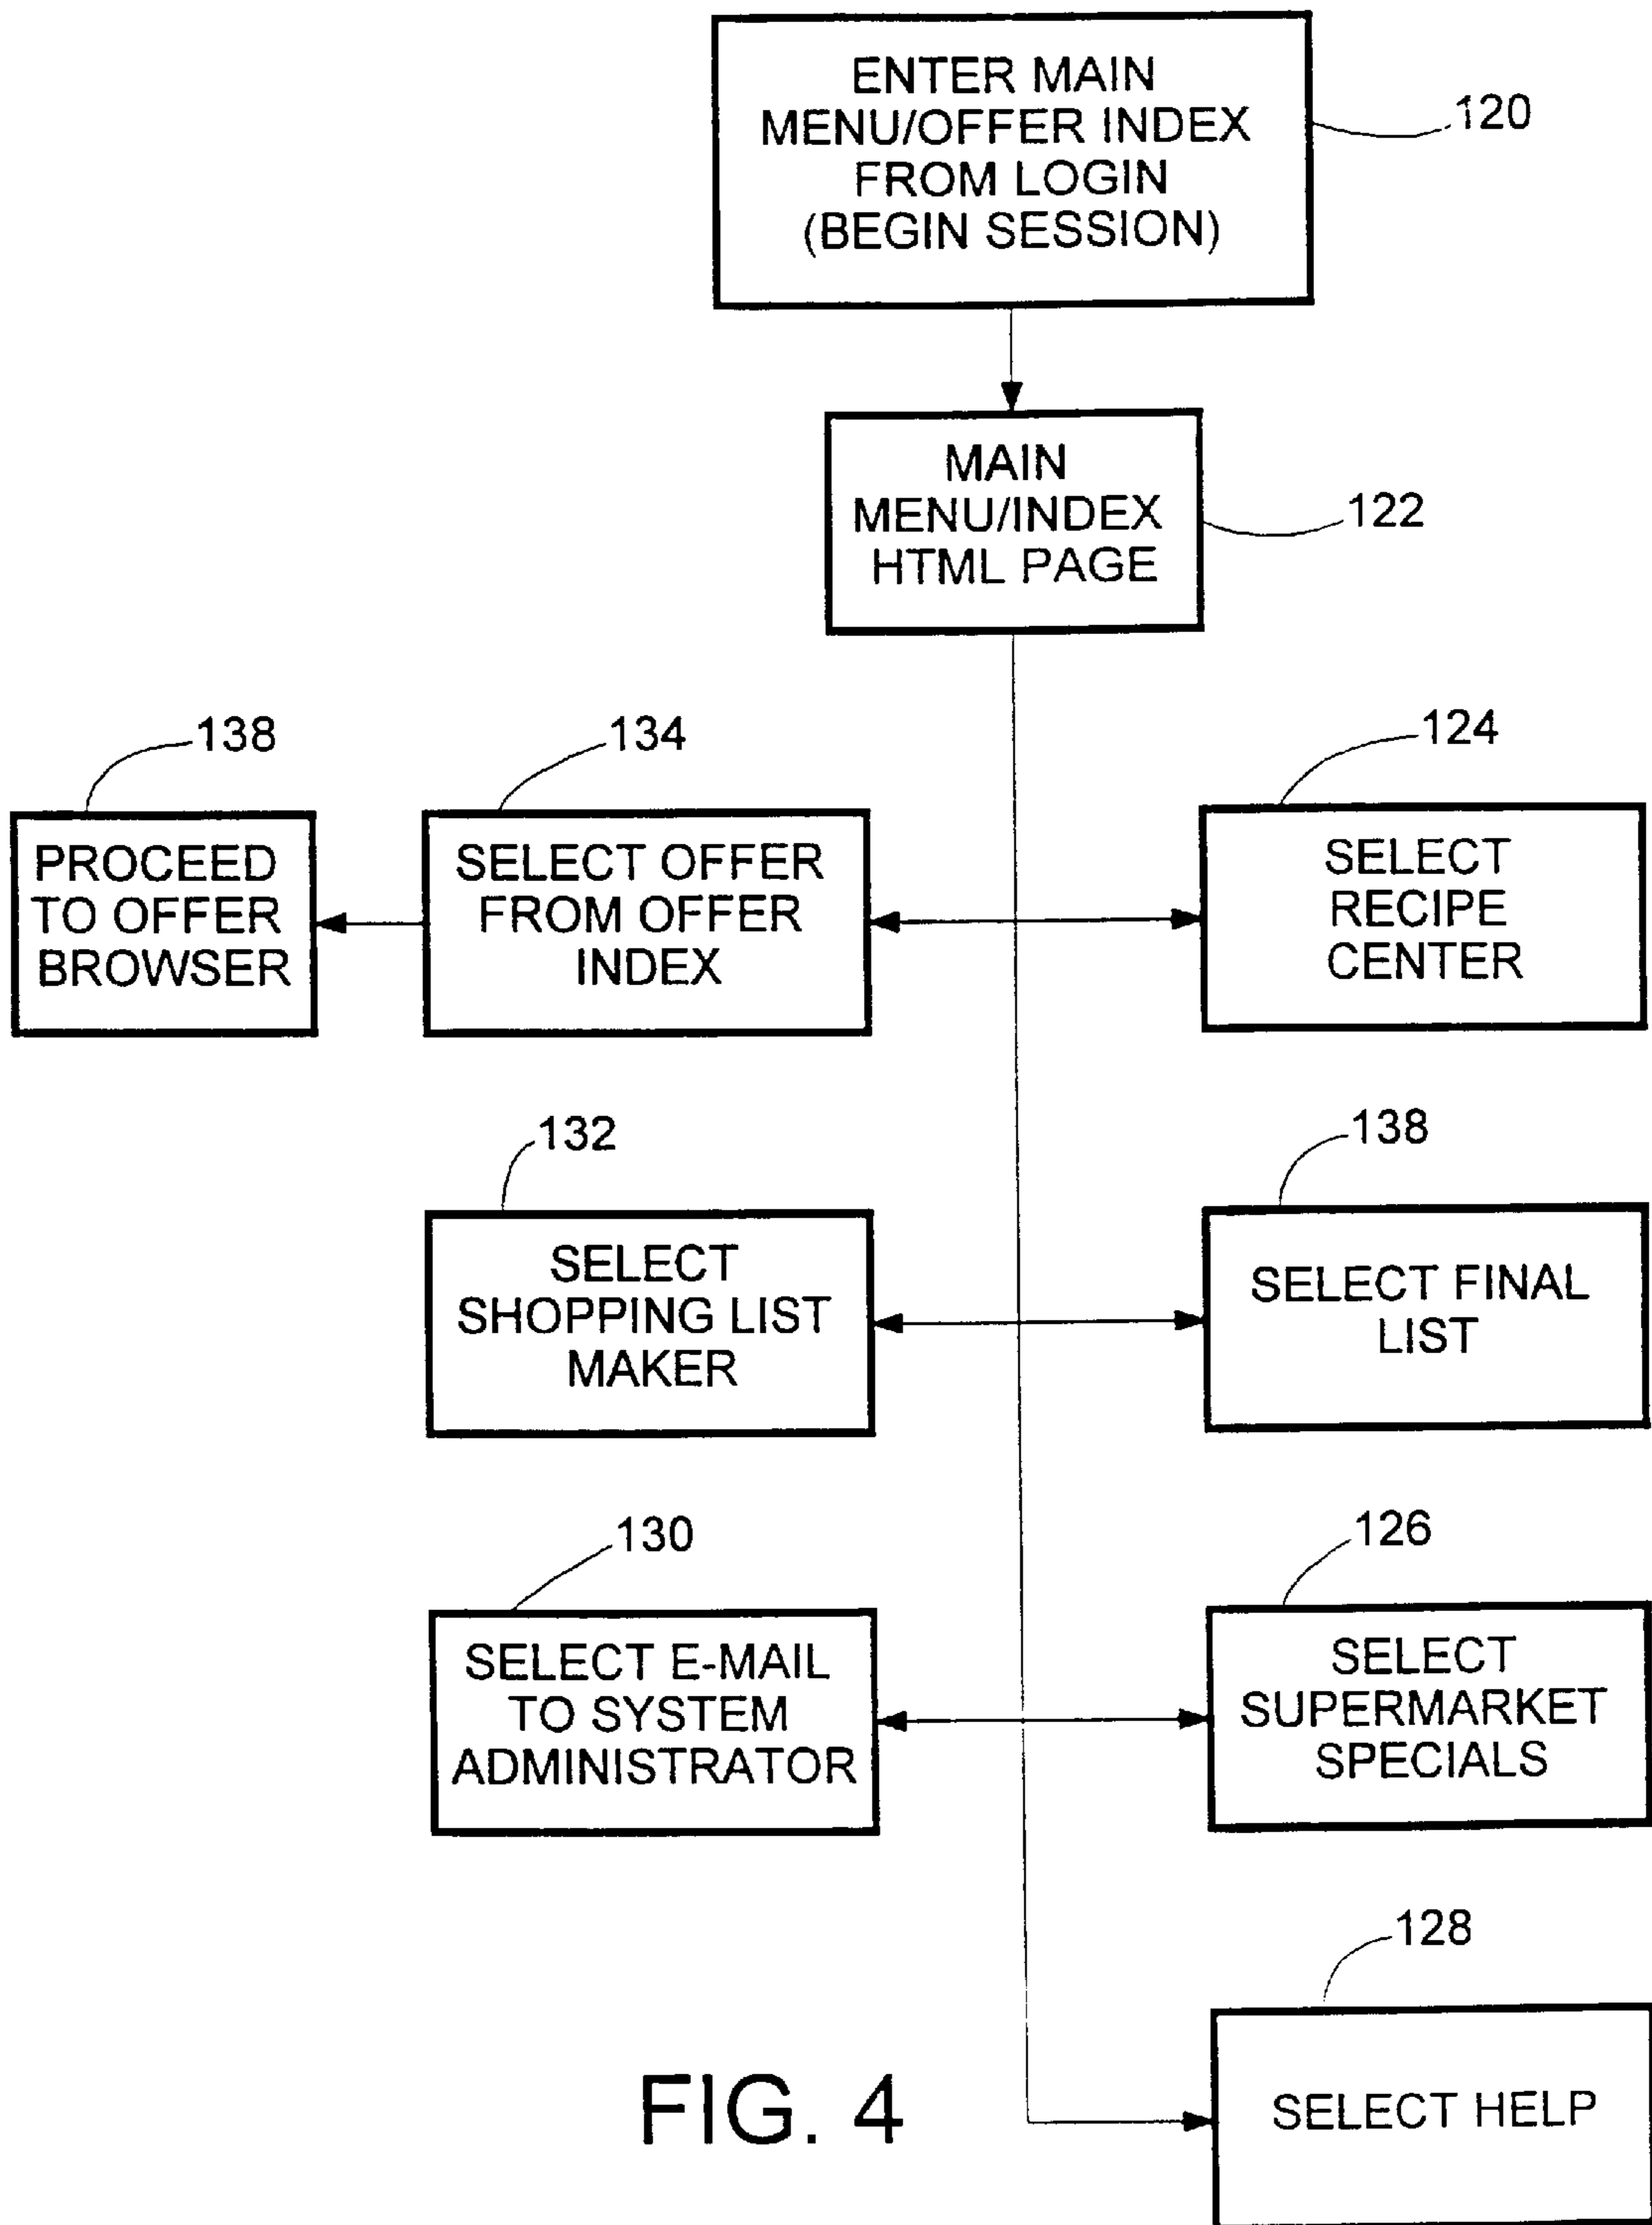 ENTER MAIN
MENU/OFFER INDEX
FROM LOGIN
(BEGIN SESSION)
120
MAIN
MENU/INDEX
HTML PAGE
122
138
PROCEED
TO OFFER
BROWSER
134
SELECT OFFER
FROM OFFER
INDEX
124
SELECT
RECIPE
CENTER
132
SELECT
SHOPPING LIST
MAKER
138
SELECT FINAL
LIST
130
SELECT E-MAIL
TO SYSTEM
ADMINISTRATOR
126
SELECT
SUPERMARKET
SPECIALS
128
SELECT HELP
FIG. 4